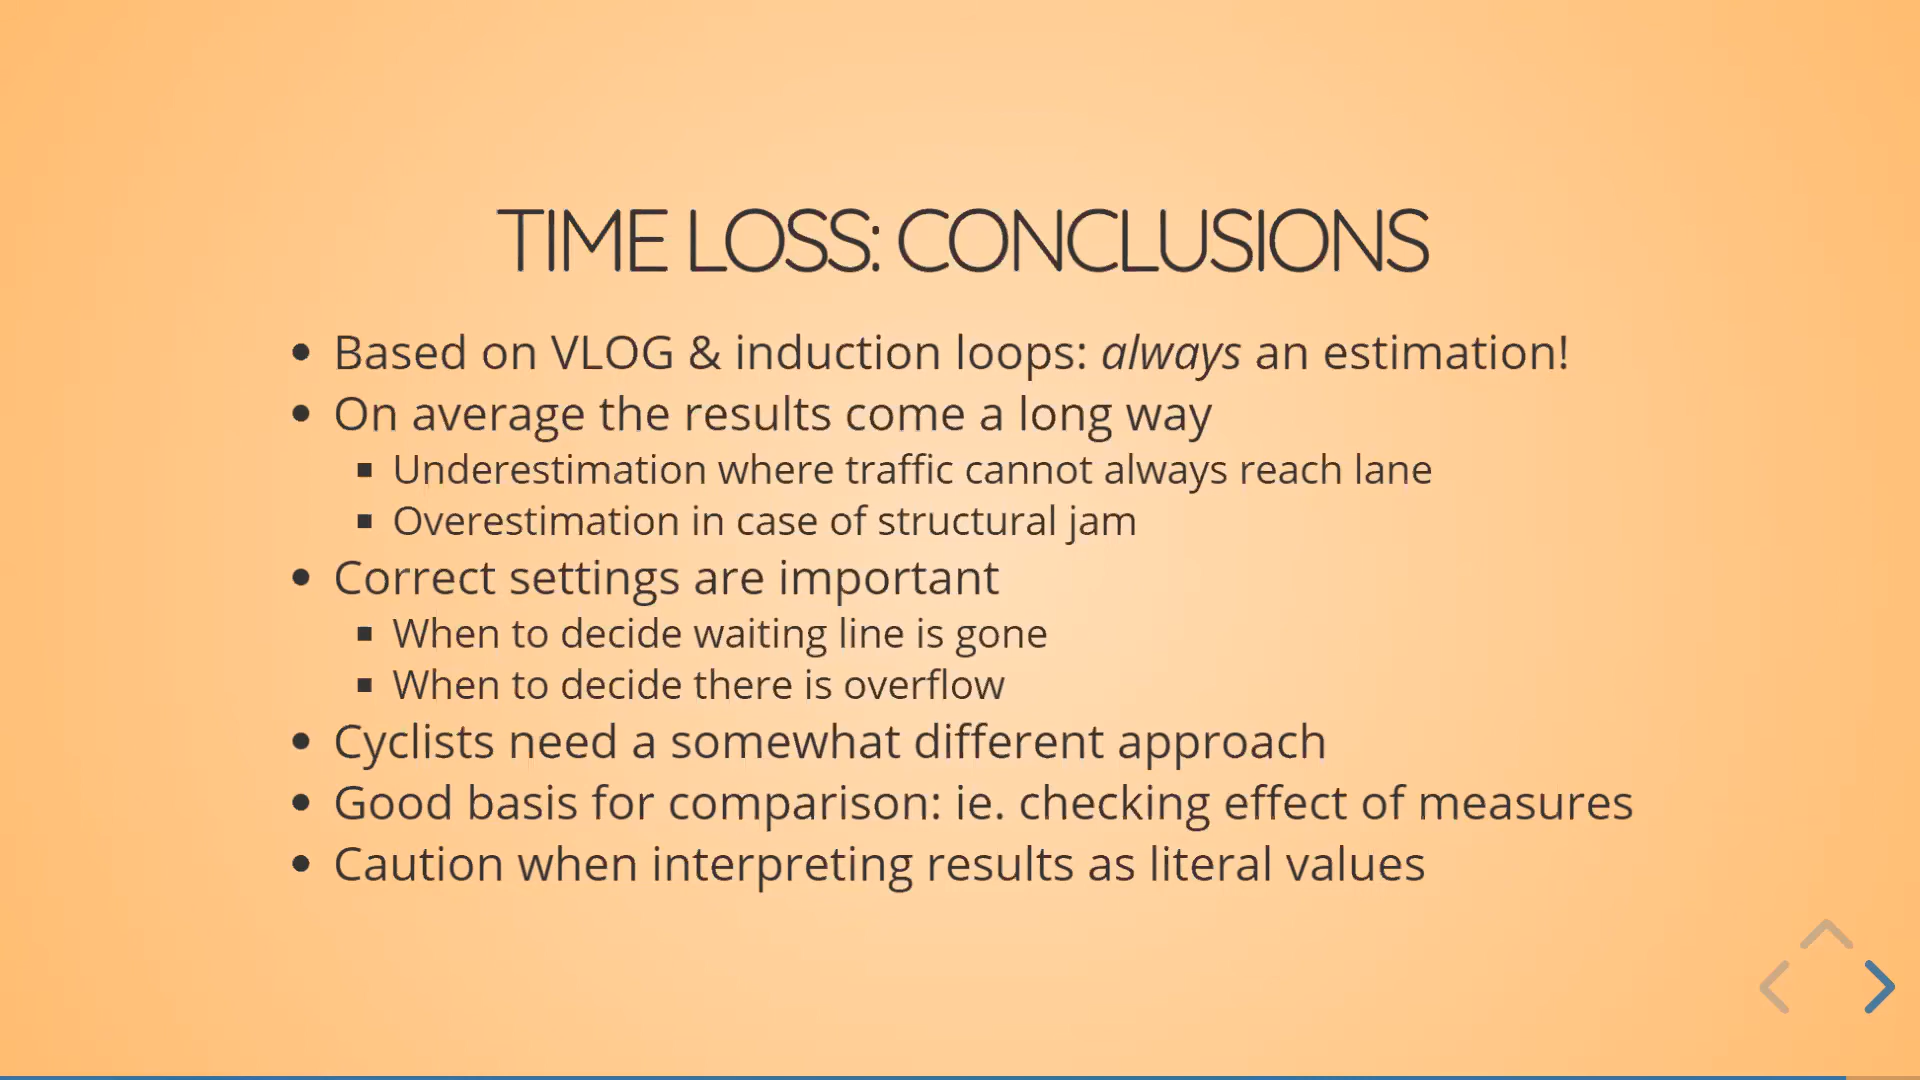 TIME LOSS: CONCLUSIONS
• Based on VLOG & induction loops: always an estimation!
• On average the results come a long way
▪ Underestimation where traffic cannot always reach lane
▪ Overestimation in case of structural jam
• Correct settings are important
▪ When to decide waiting line is gone
▪ When to decide there is overflow
• Cyclists need a somewhat different approach
• Good basis for comparison: ie. checking effect of measures
• Caution when interpreting results as literal values